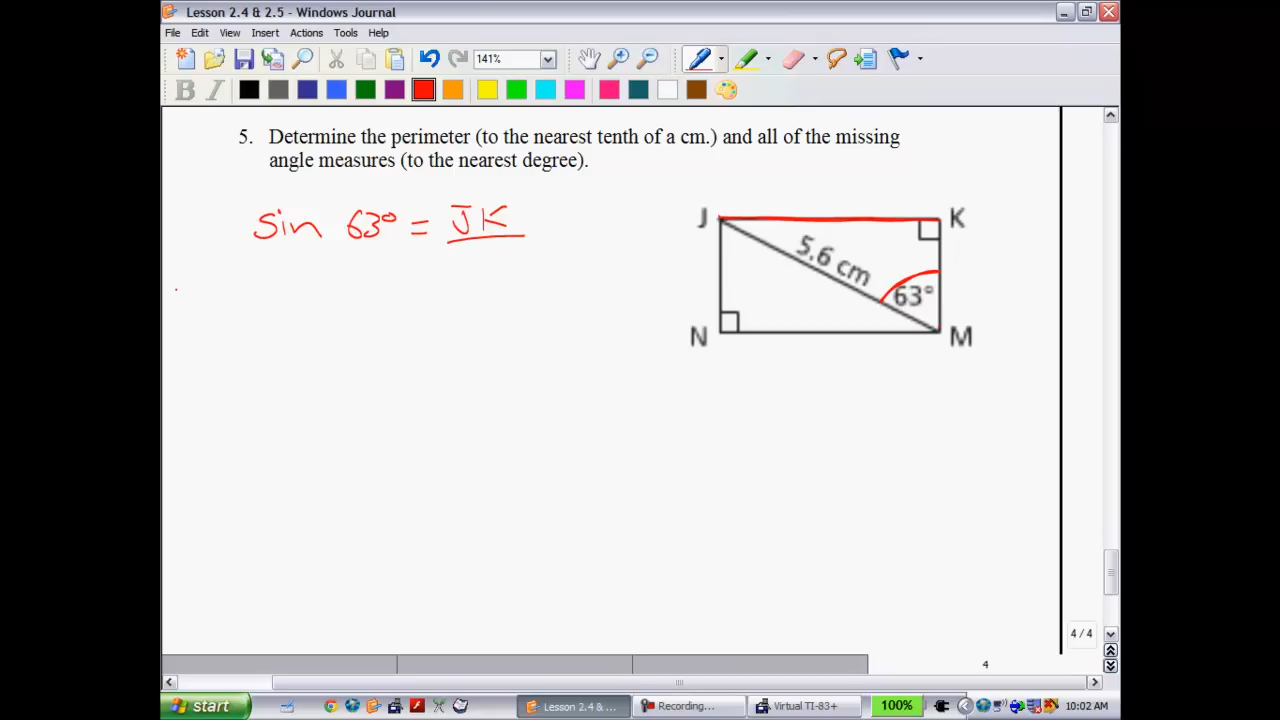 Lesson 2.4 & 2.5 - Windows Journal
File Edit View Insert Actions Tools Help
141%
B I
5. Determine the perimeter (to the nearest tenth of a cm.) and all of the missing
angle measures (to the nearest degree).
sin 63° = JK
J K
5.6 cm
63°
N M
4 / 4
4
start Lesson 2.4 & ... Recording... Virtual TI-83+ 100% 10:02 AM